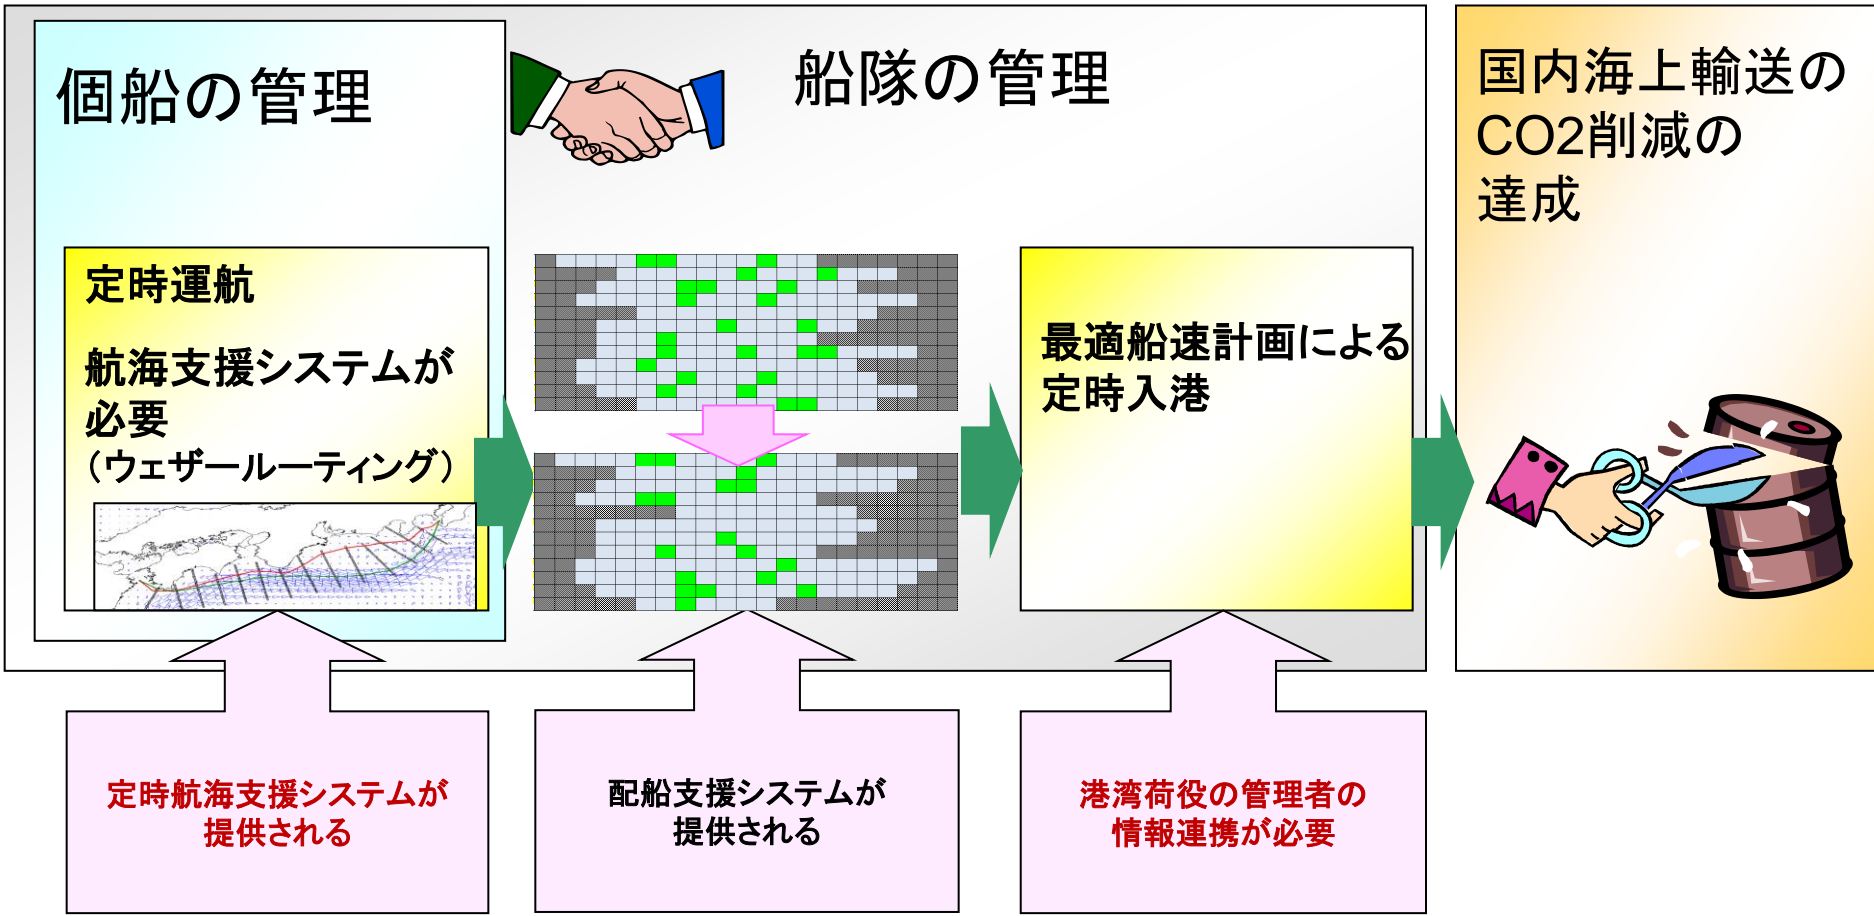 個船の管理
船隊の管理
国内海上輸送の
CO2削減の
達成
定時運航
航海支援システムが
必要
（ウェザールーティング）
最適船速計画による
定時入港
定時航海支援システムが
提供される
配船支援システムが
提供される
港湾荷役の管理者の
情報連携が必要